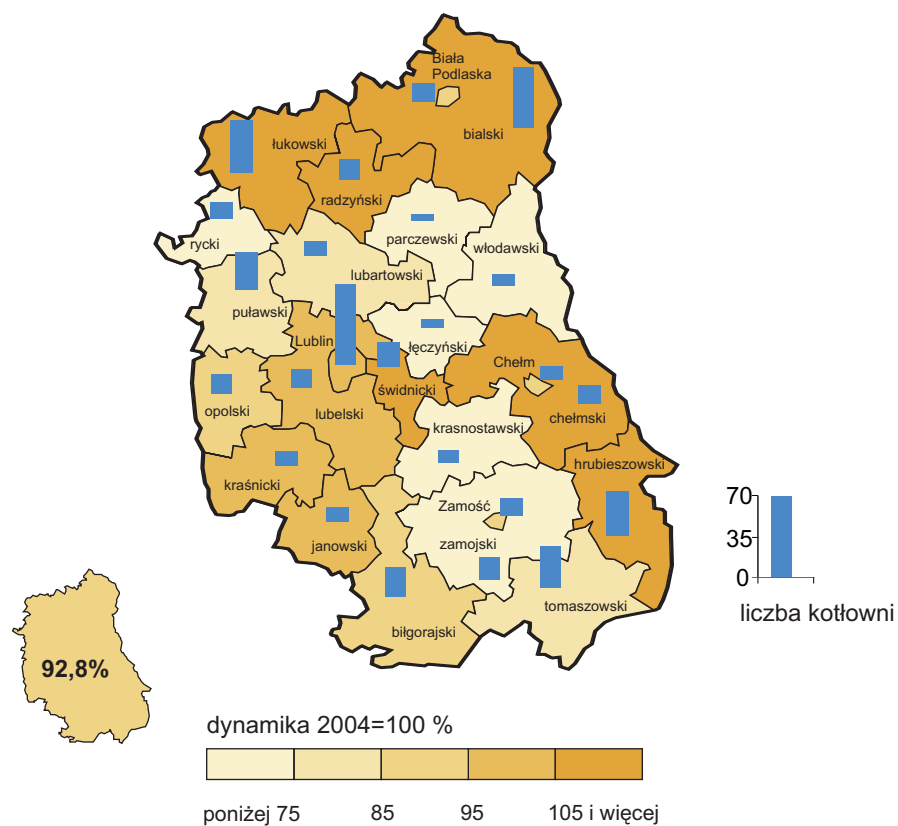 Biała
Podlaska
bialski
łukowski
radzyński
rycki
parczewski
włodawski
lubartowski
puławski
Lublin
łęczyński
Chełm
świdnicki
opolski
lubelski
chełmski
krasnostawski
hrubieszowski
kraśnicki
Zamość
janowski
zamojski
tomaszowski
biłgorajski
70
35
0
liczba kotłowni
92,8%
dynamika 2004=100 %
poniżej 75 85 95 105 i więcej